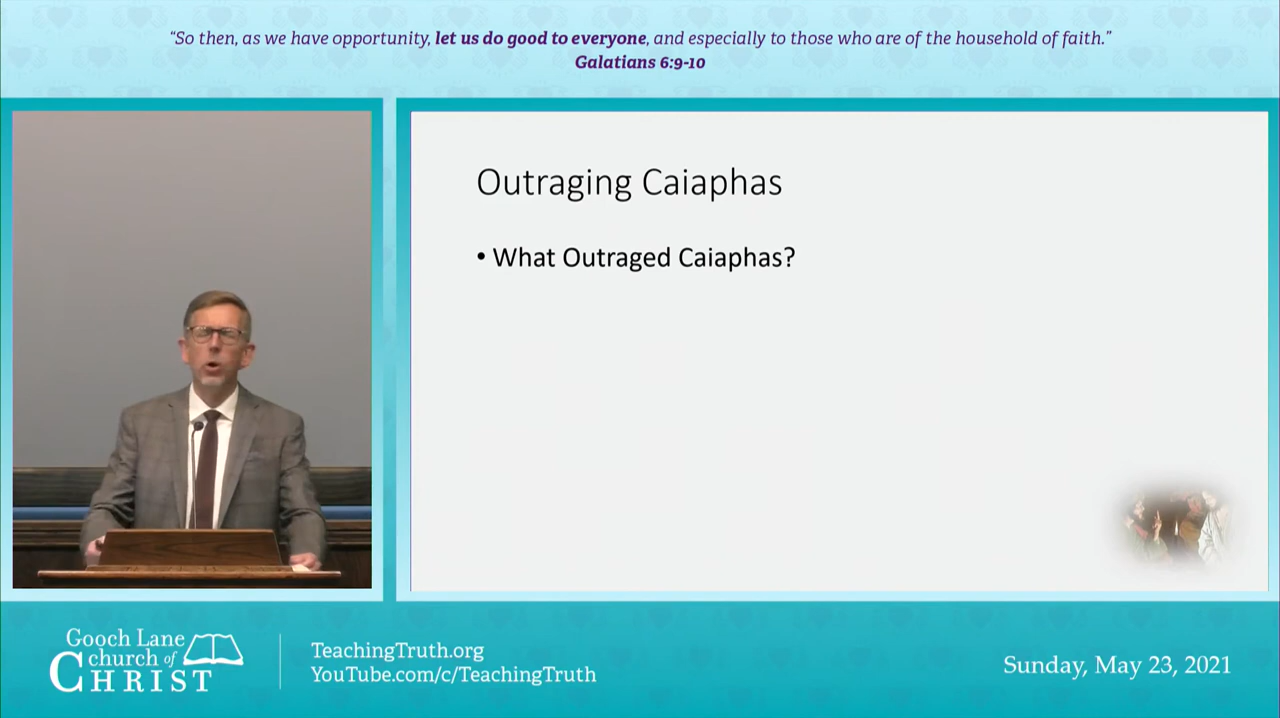 “So then, as we have opportunity, let us do good to everyone, and especially to those who are of the household of faith.”
Galatians 6:9-10
Outraging Caiaphas
• What Outraged Caiaphas?
Gooch Lane
church of
CHRIST
TeachingTruth.org
YouTube.com/c/TeachingTruth
Sunday, May 23, 2021